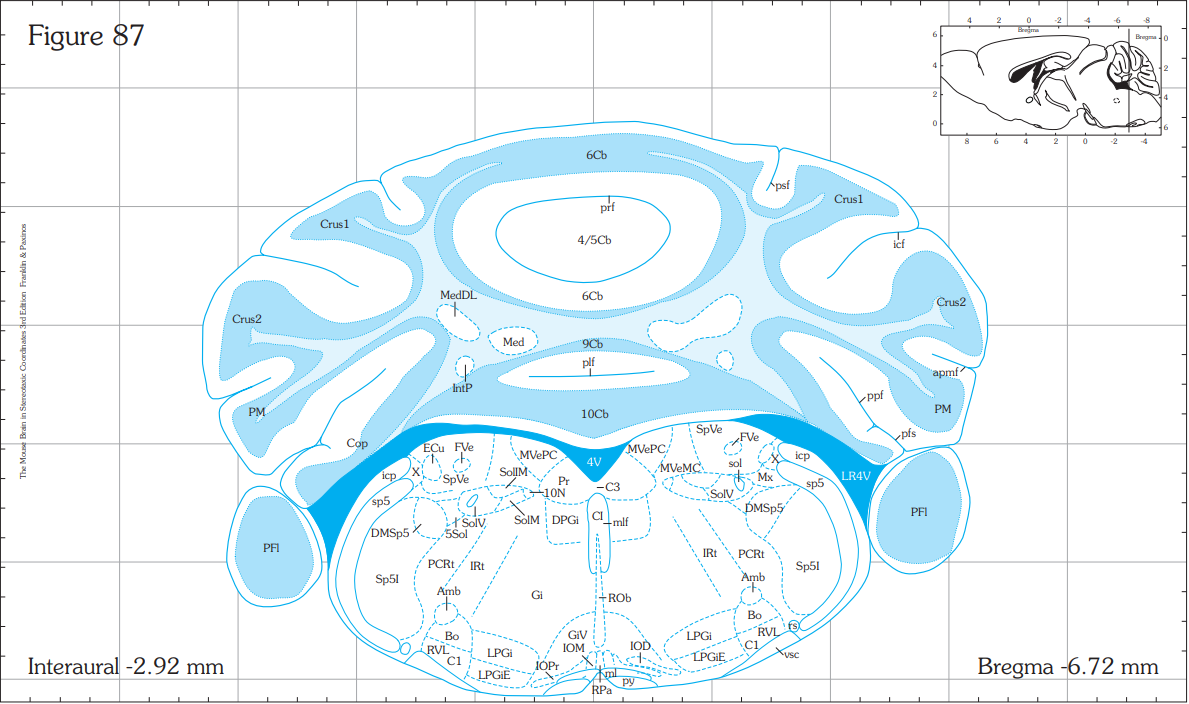 Figure 87
4 2 0 -2 -4 -6 -8
Bregma
Bregma
6
4
2
0
0
2
4
6
8 6 4 2 0 -2 -4
The Mouse Brain in Stereotaxic Coordinates 3rd Edition Franklin & Paxinos
6Cb
psf
Crus1
prf
Crus1
4/5Cb
icf
MedDL
6Cb
Crus2
Crus2
Med
9Cb
plf
apmf
IntP
ppf
PM
10Cb
PM
Cop
SpVe
FVe
pfs
ECu
FVe
MVePC
MVePC
4V
icp
X
SpVe
SolIM
Pr
C3
MVeMC
sol
X
icp
Mx
LR4V
sp5
10N
SolV
sp5
DMSp5
5Sol
SolV
SolM
DPGi
Cl
mlf
DMSp5
PFl
PFl
PCRt
IRt
IRt
PCRt
Sp5I
Sp5I
Amb
Amb
Gi
ROb
Bo
RVL
C1
LPGi
LPGiE
GiV
IOM
IOPr
IOD
LPGi
LPGiE
Bo
RVL
C1
rs
vsc
ml
py
RPa
Interaural -2.92 mm
Bregma -6.72 mm